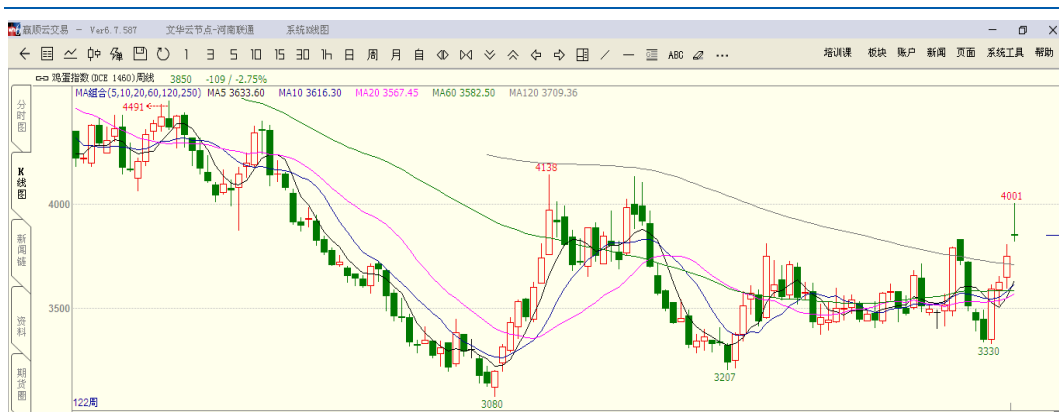 赢顺云交易 - Ver6.7.587 文华云节点-河南联通 系统K线图
1 3 5 10 15 30 1h 日 周 月 自 ABC ... 培训课 板块 账户 新闻 页面 系统工具 帮助
鸡蛋指数(DCE 1460)周线 3850 -109 / -2.75%
MA组合(5,10,20,60,120,250) MA5 3633.60 MA10 3616.30 MA20 3567.45 MA60 3582.50 MA120 3709.36
分时图
K线图
新闻链
资料
期货圈
4491
4138
4001
4000
3500
3330
3207
3080
122周